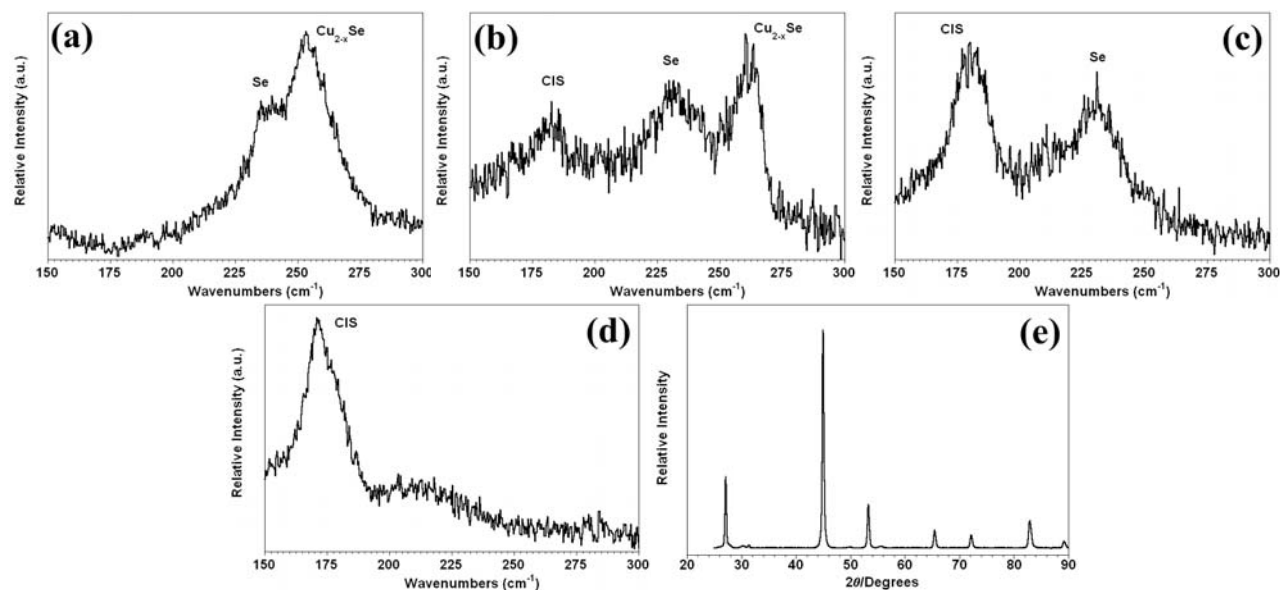 (a)
Cu2-xSe
Se
Relative Intensity (a.u.)
150 175 200 225 250 275 300
Wavenumbers (cm-1)
(b)
Cu2-xSe
Se
CIS
Relative Intensity (a.u.)
150 175 200 225 250 275 300
Wavenumbers (cm-1)
(c)
CIS
Se
Relative Intensity (a.u.)
150 175 200 225 250 275 300
Wavenumbers (cm-1)
(d)
CIS
Relative Intensity (a.u.)
150 175 200 225 250 275 300
Wavenumbers (cm-1)
(e)
Relative Intensity
20 30 40 50 60 70 80 90
2θ/Degrees